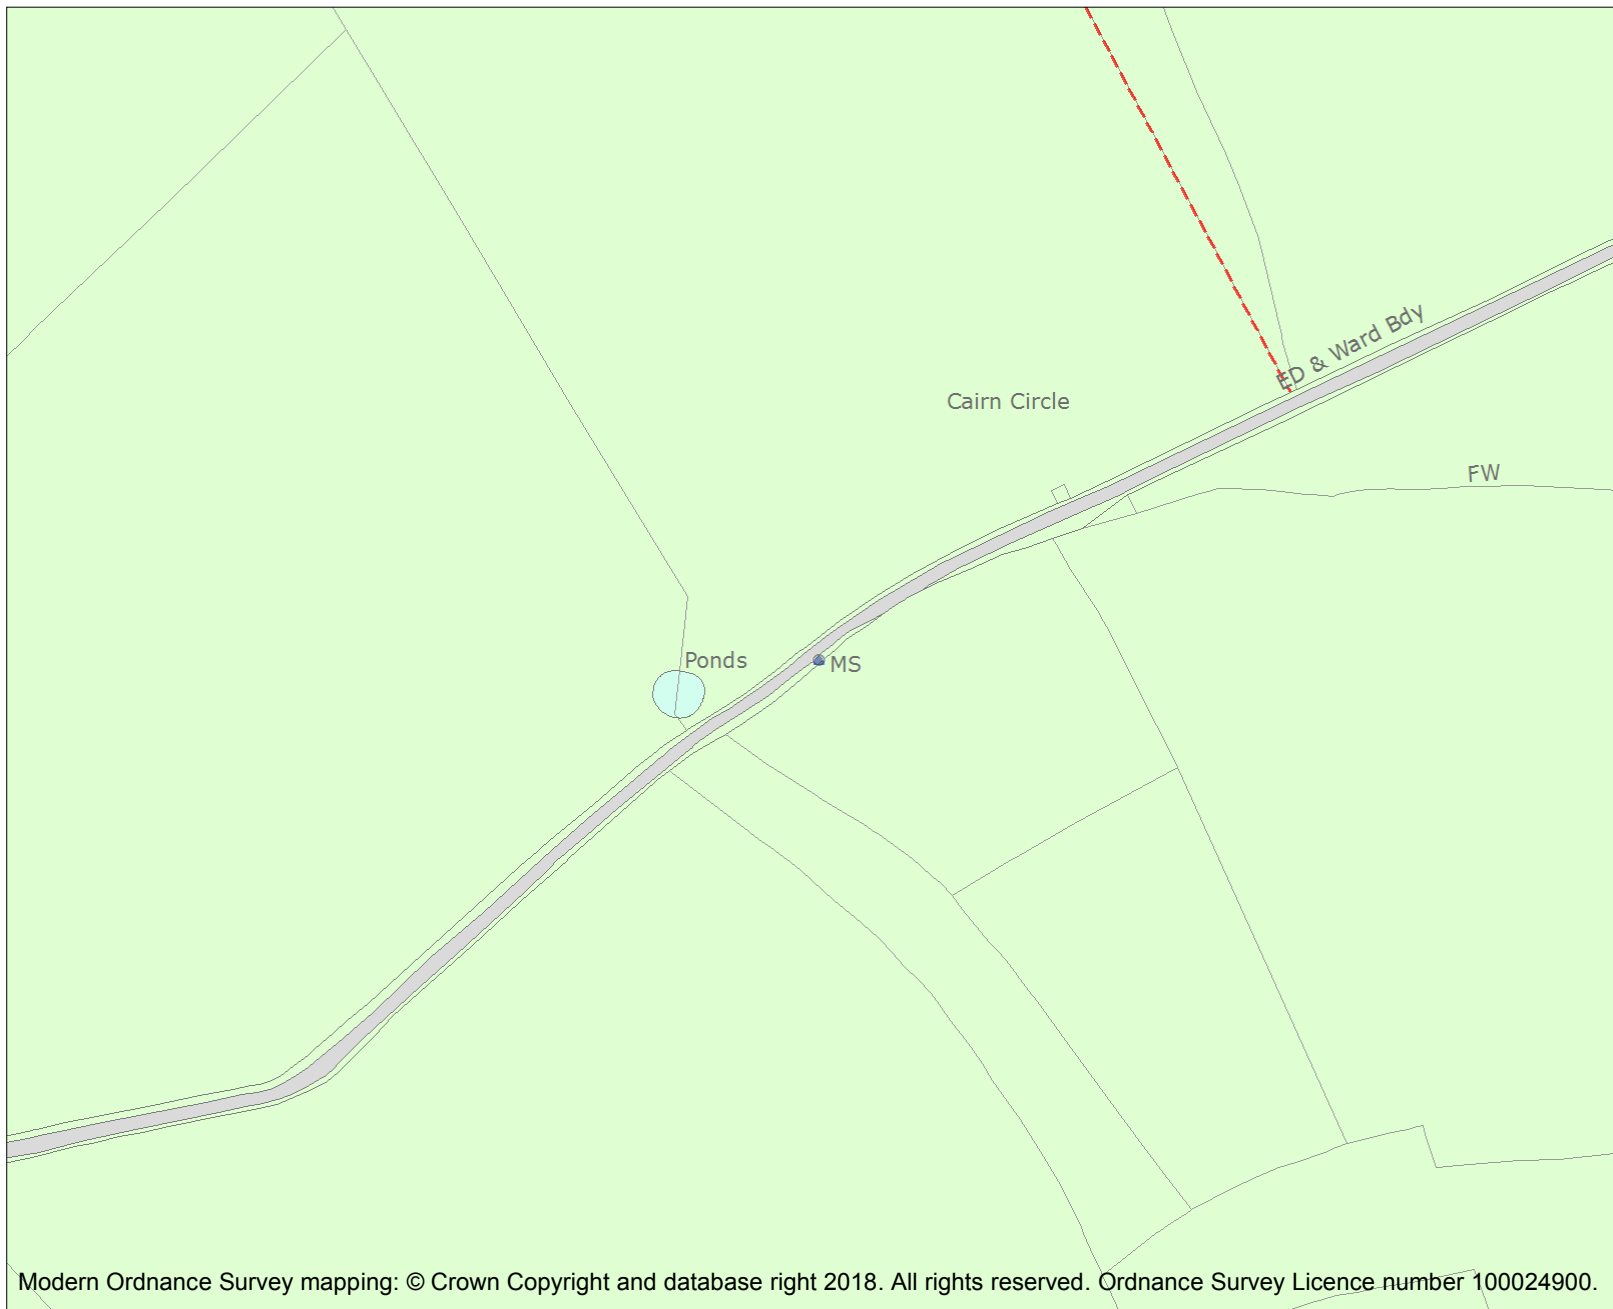 ED & Ward Bdy
Cairn Circle
FW
Ponds
MS
Modern Ordnance Survey mapping: © Crown Copyright and database right 2018. All rights reserved. Ordnance Survey Licence number 100024900.